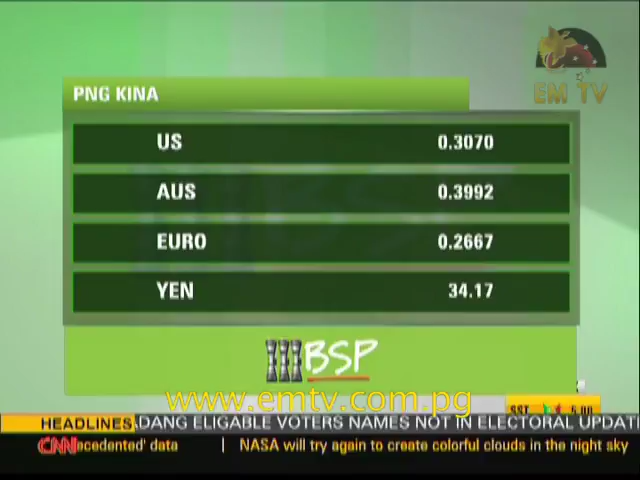 EM TV
PNG KINA
US 0.3070
AUS 0.3992
EURO 0.2667
YEN 34.17
BSP
www.emtv.com.pg
HEADLINES DANG ELIGABLE VOTERS NAMES NOT IN ELECTORAL UPDATI
CNN ecedented' data | NASA will try again to create colorful clouds in the night sky